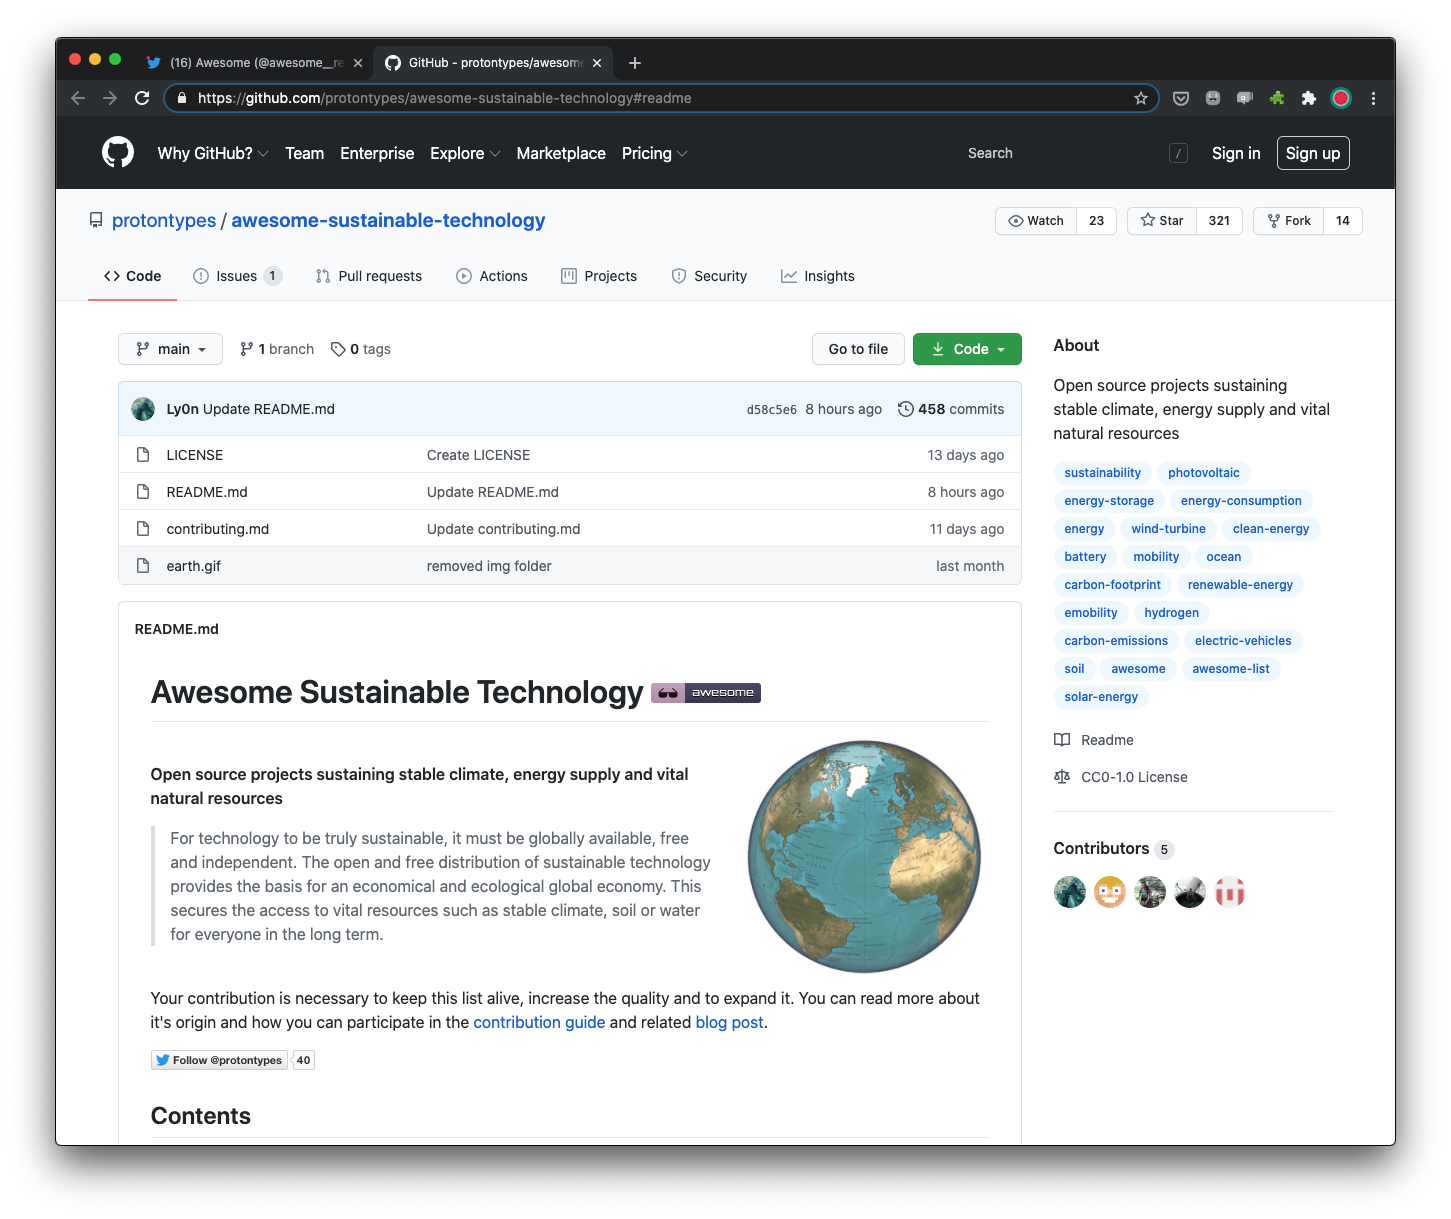 (16) Awesome (@awesome__re
GitHub - protontypes/awesome
https://github.com/protontypes/awesome-sustainable-technology#readme
Why GitHub? Team Enterprise Explore Marketplace Pricing Search / Sign in Sign up
protontypes / awesome-sustainable-technology
Watch 23 Star 321 Fork 14
Code Issues 1 Pull requests Actions Projects Security Insights
main 1 branch 0 tags Go to file Code
Ly0n Update README.md d58c5e6 8 hours ago 458 commits
LICENSE Create LICENSE 13 days ago
README.md Update README.md 8 hours ago
contributing.md Update contributing.md 11 days ago
earth.gif removed img folder last month
README.md
Awesome Sustainable Technology awesome
Open source projects sustaining stable climate, energy supply and vital
natural resources
For technology to be truly sustainable, it must be globally available, free
and independent. The open and free distribution of sustainable technology
provides the basis for an economical and ecological global economy. This
secures the access to vital resources such as stable climate, soil or water
for everyone in the long term.
Your contribution is necessary to keep this list alive, increase the quality and to expand it. You can read more about
it's origin and how you can participate in the contribution guide and related blog post.
Follow @protontypes 40
Contents
About
Open source projects sustaining
stable climate, energy supply and vital
natural resources
sustainability photovoltaic
energy-storage energy-consumption
energy wind-turbine clean-energy
battery mobility ocean
carbon-footprint renewable-energy
emobility hydrogen
carbon-emissions electric-vehicles
soil awesome awesome-list
solar-energy
Readme
CC0-1.0 License
Contributors 5